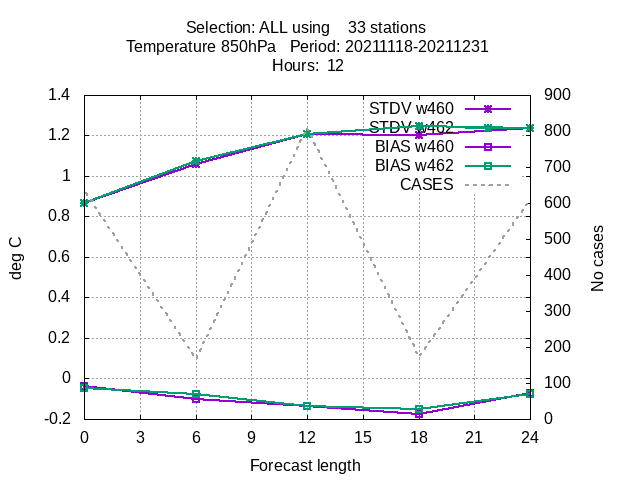 Selection: ALL using 33 stations
Temperature 850hPa Period: 20211118-20211231
Hours: 12
1.4
1.2
1
0.8
0.6
0.4
0.2
0
-0.2
deg C
900
800
700
600
500
400
300
200
100
0
No cases
STDV w460
STDV w462
BIAS w460
BIAS w462
CASES
0 3 6 9 12 15 18 21 24
Forecast length